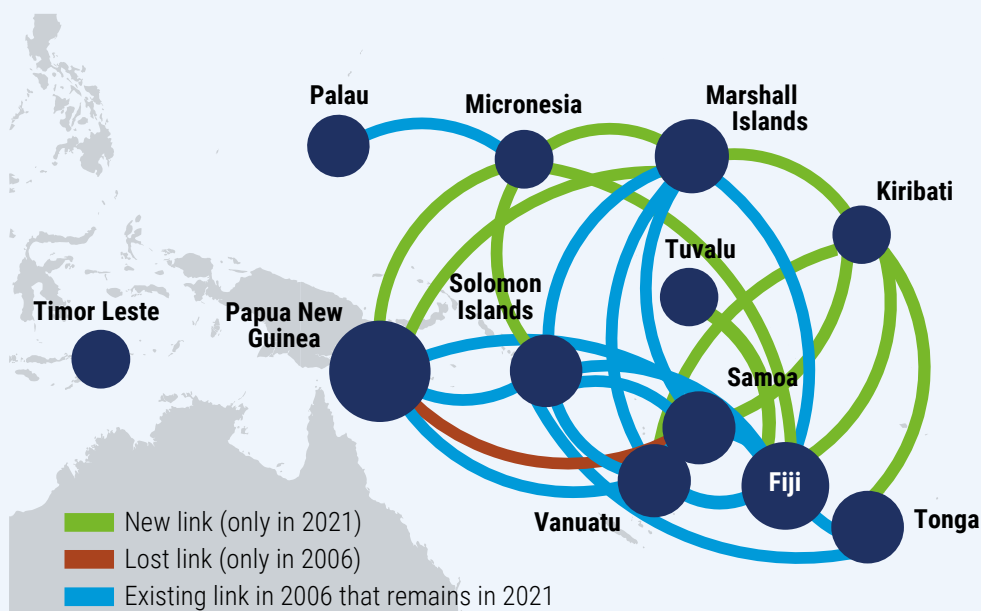 Palau
Micronesia
Marshall
Islands
Kiribati
Tuvalu
Solomon
Islands
Timor Leste
Papua New
Guinea
Samoa
Fiji
Vanuatu
Tonga
New link (only in 2021)
Lost link (only in 2006)
Existing link in 2006 that remains in 2021